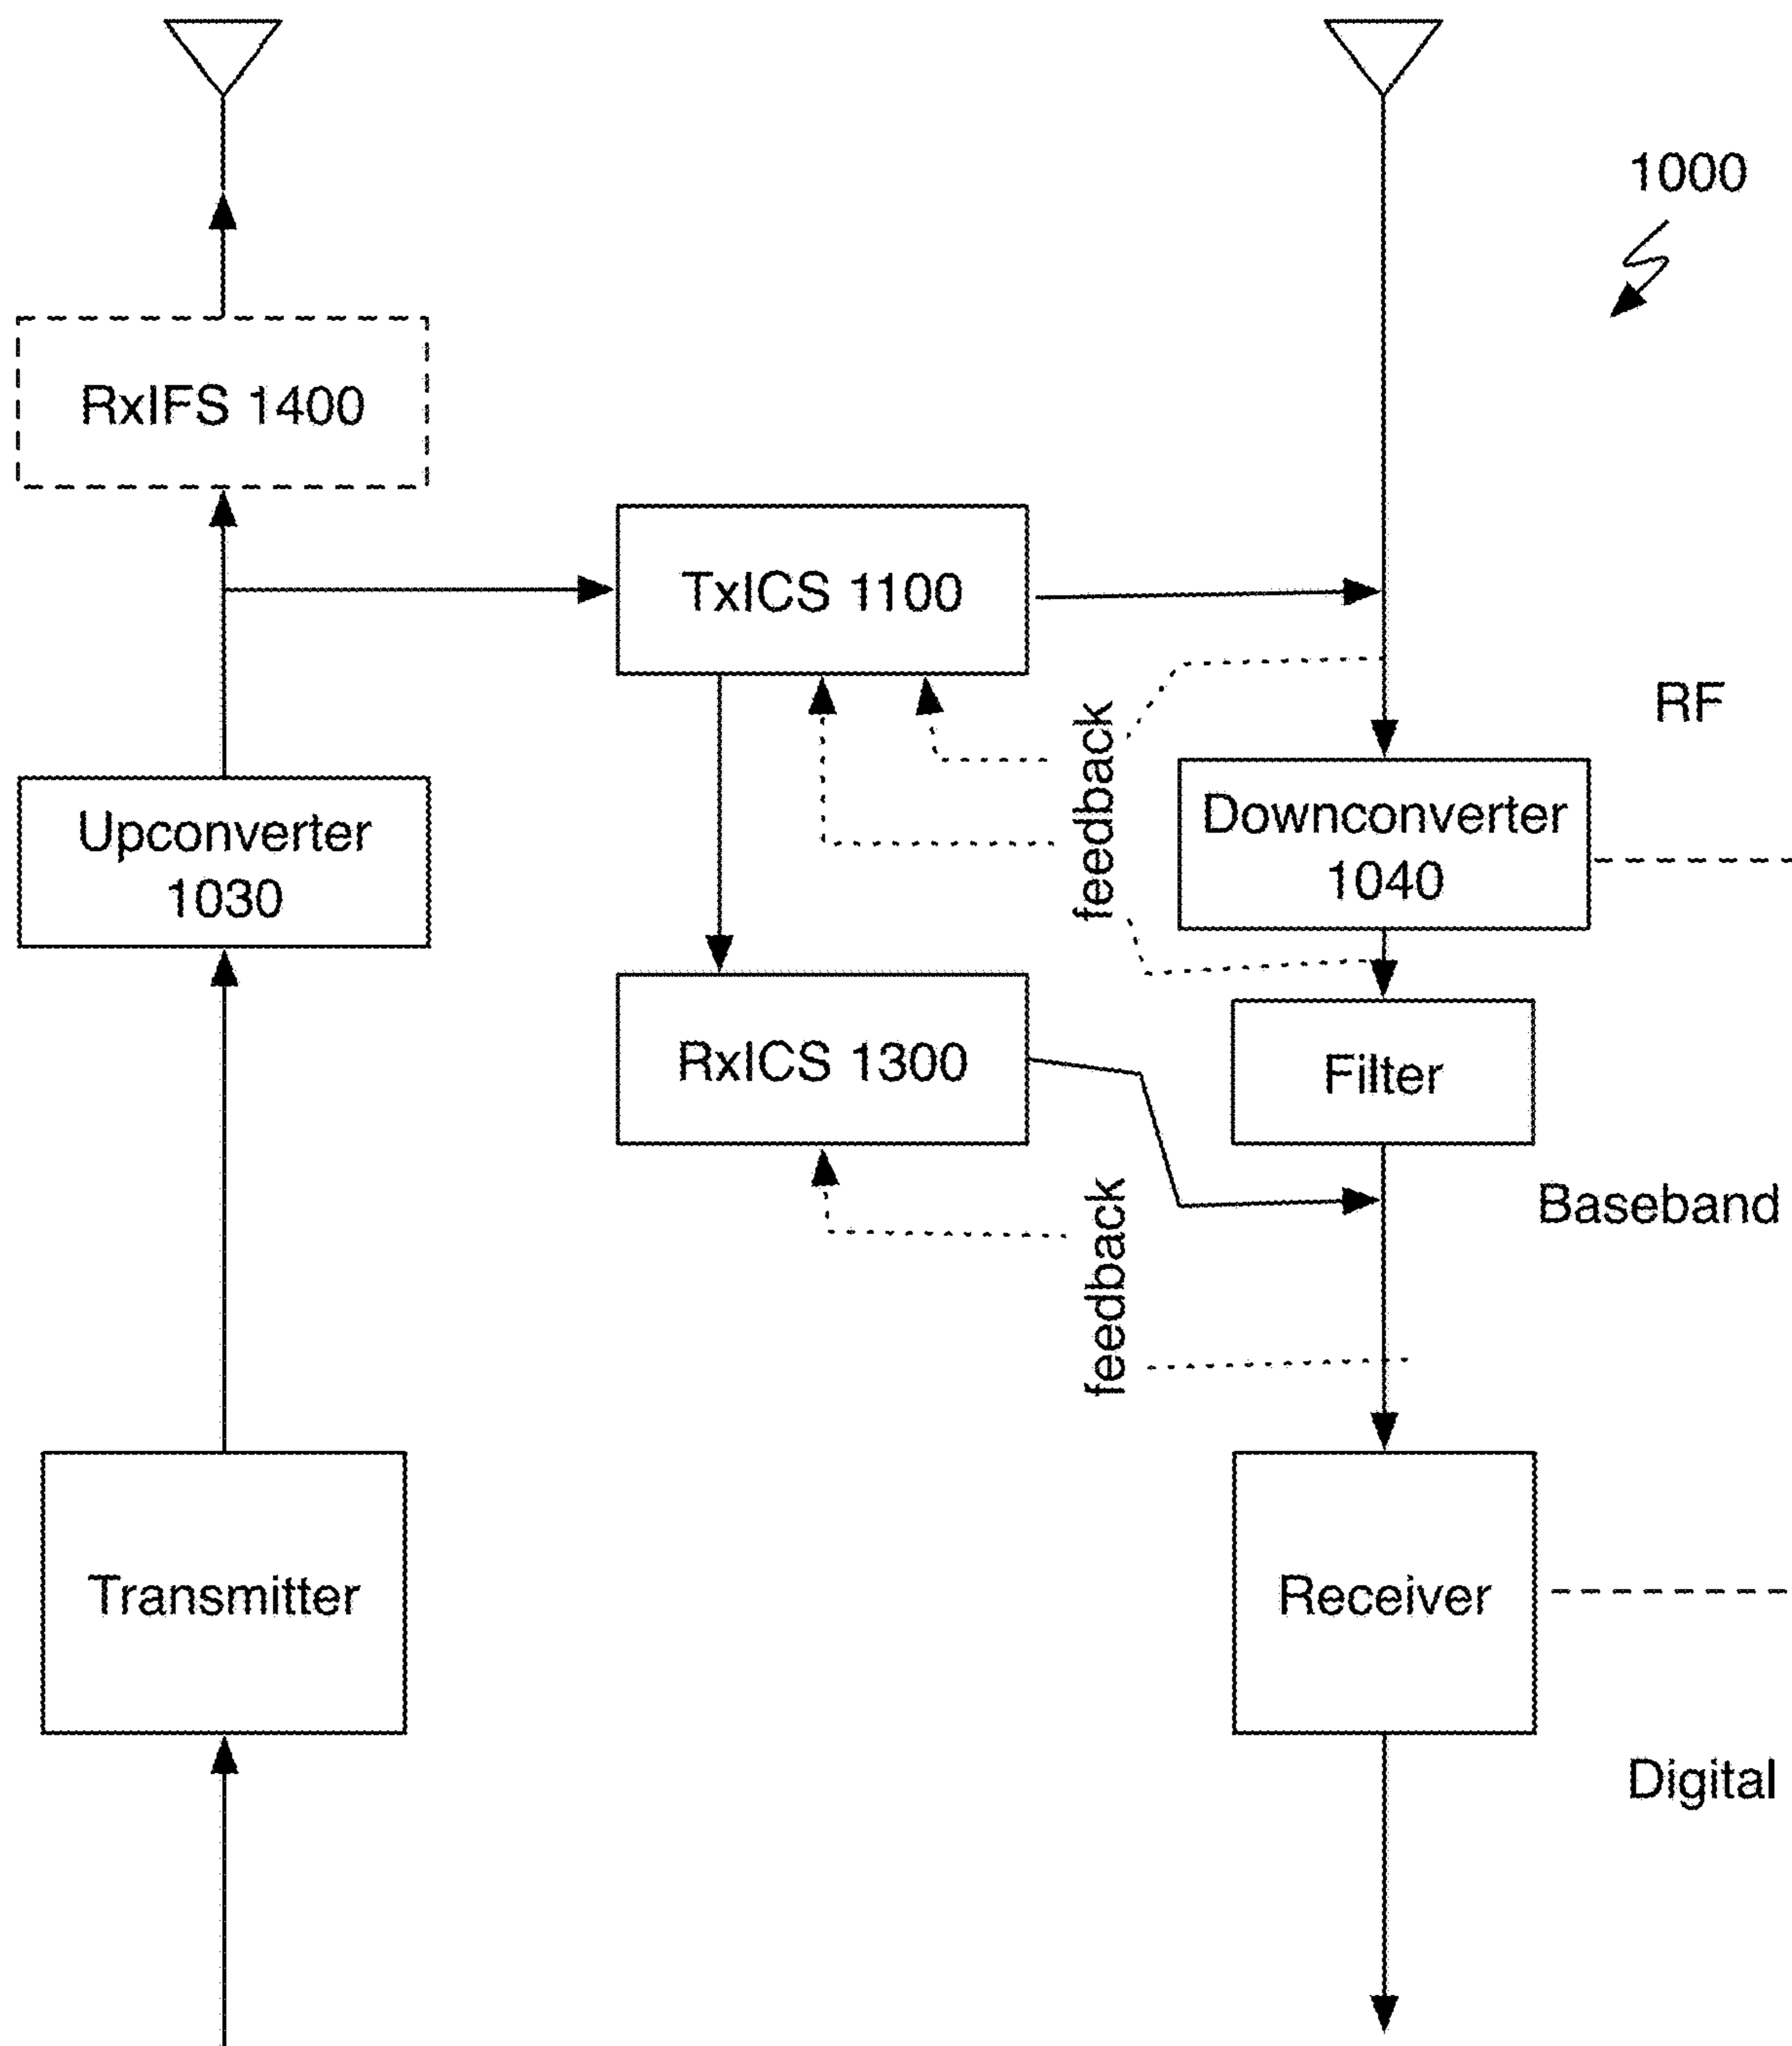 1000
RxIFS 1400
TxICS 1100
RF
feedback
Upconverter
1030
Downconverter
1040
RxICS 1300
Filter
Baseband
feedback
Transmitter
Receiver
Digital